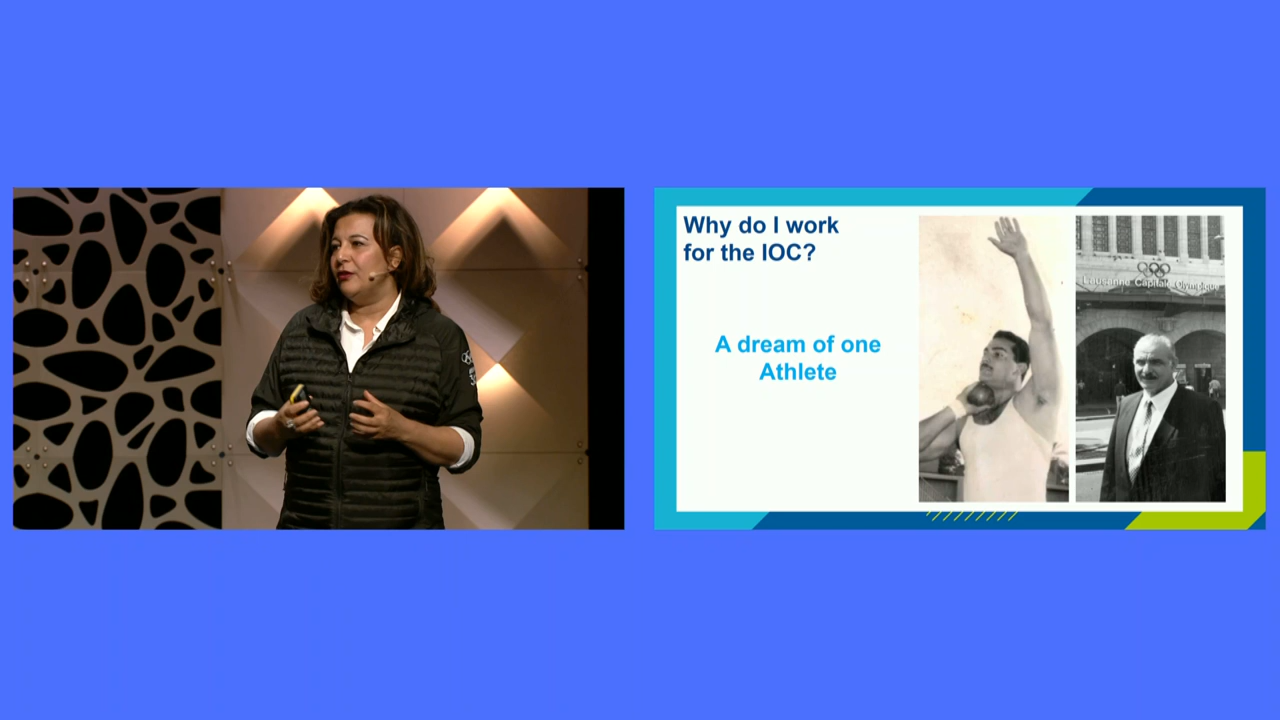 Why do I work
for the IOC?
A dream of one
Athlete
Lausanne Capitale Olympique